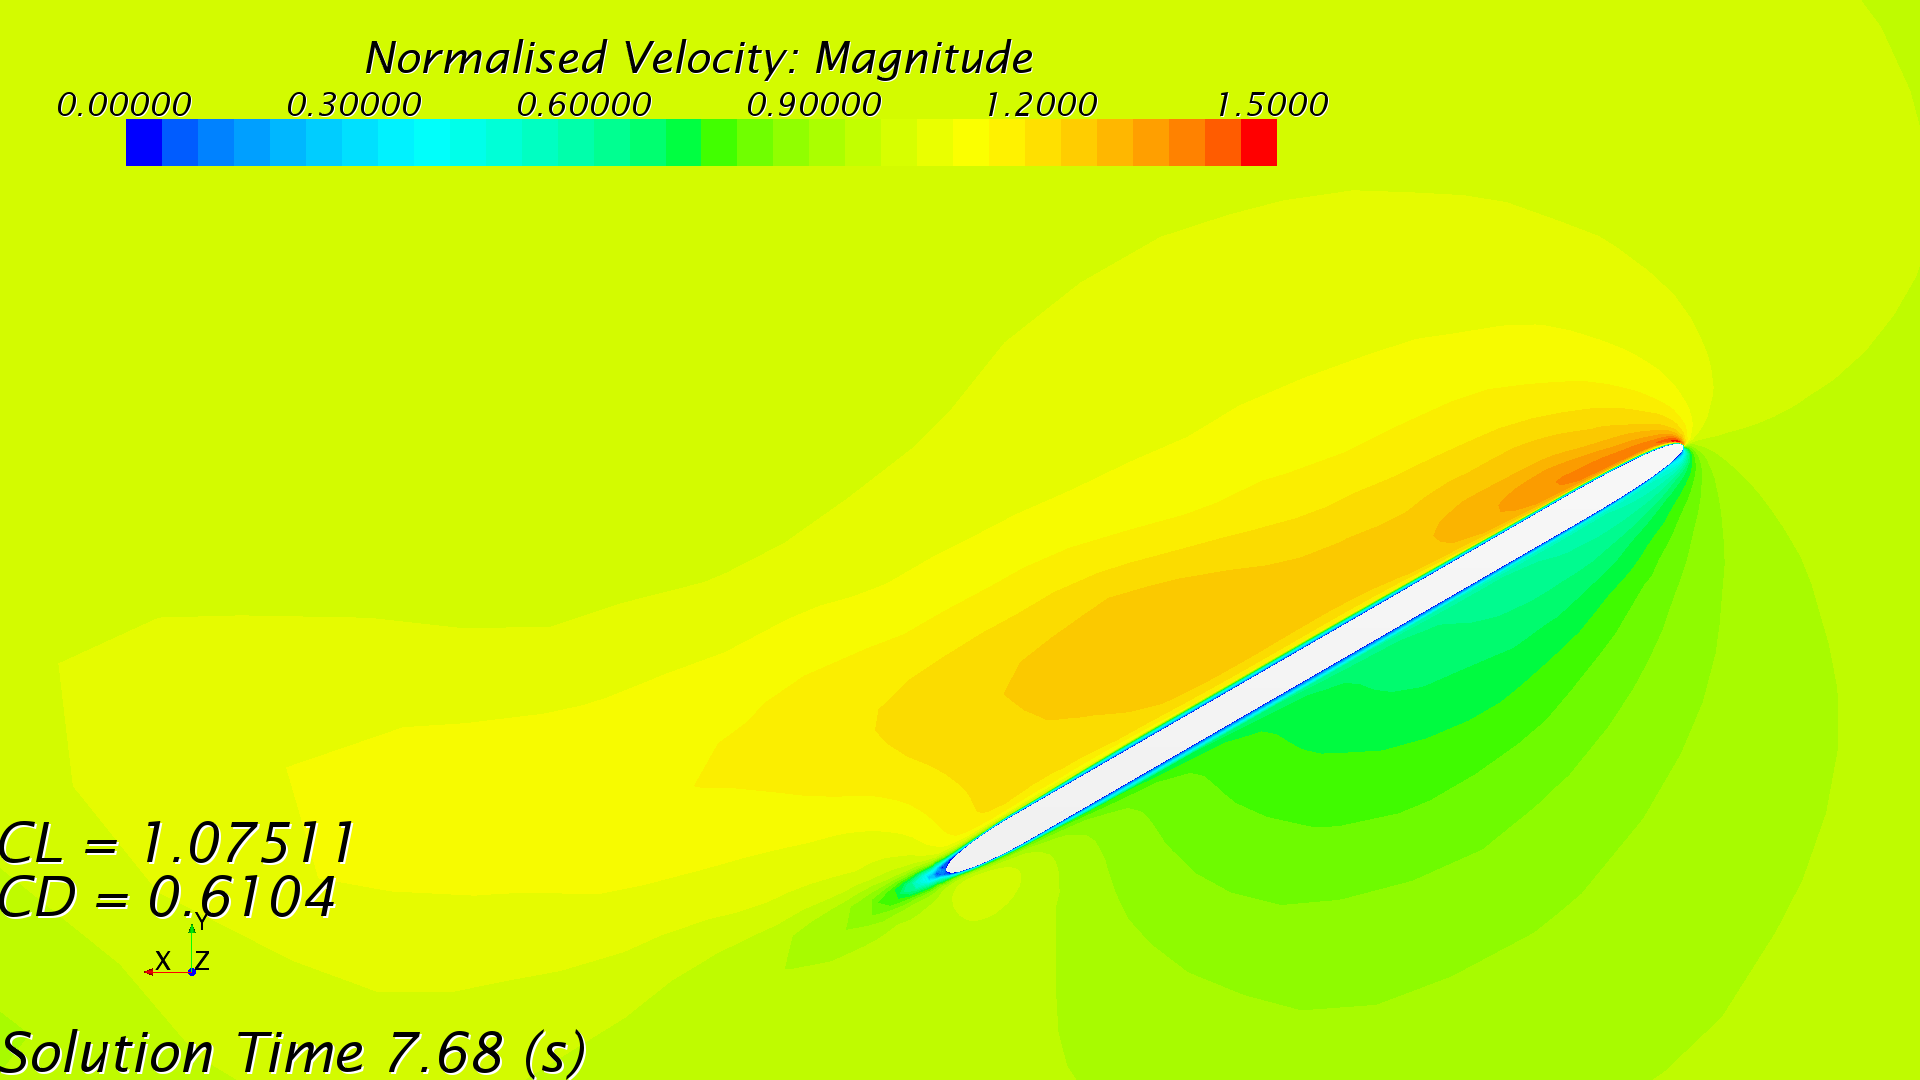 Normalised Velocity: Magnitude
0.00000 0.30000 0.60000 0.90000 1.2000 1.5000
CL = 1.07511
CD = 0.6104
Y
X Z
Solution Time 7.68 (s)